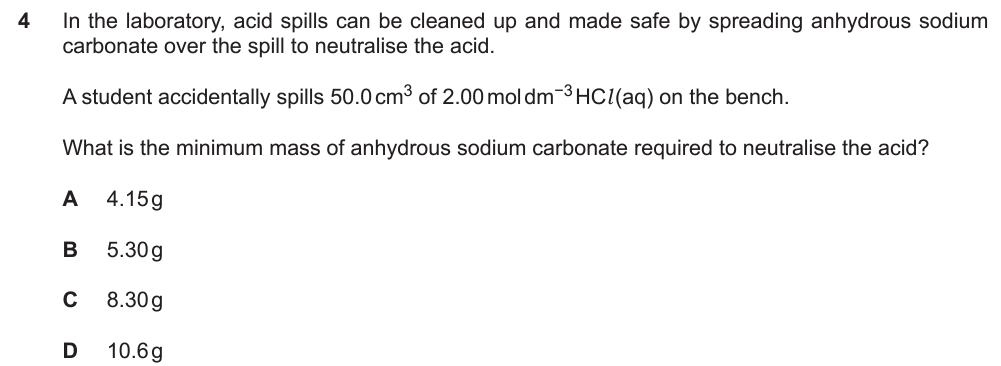 4 In the laboratory, acid spills can be cleaned up and made safe by spreading anhydrous sodium
carbonate over the spill to neutralise the acid.
A student accidentally spills 50.0 cm³ of 2.00 mol dm⁻³ HCl(aq) on the bench.
What is the minimum mass of anhydrous sodium carbonate required to neutralise the acid?
A 4.15 g
B 5.30 g
C 8.30 g
D 10.6 g